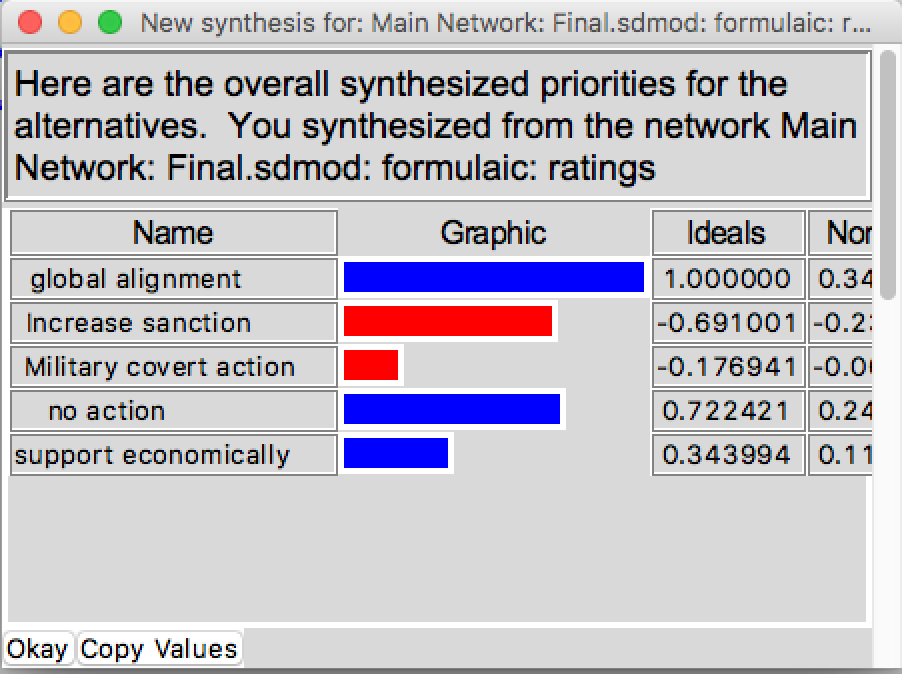 New synthesis for: Main Network: Final.sdmod: formulaic: r...
Here are the overall synthesized priorities for the
alternatives.  You synthesized from the network Main
Network: Final.sdmod: formulaic: ratings
Name Graphic Ideals Nor
global alignment 1.000000 0.34
Increase sanction -0.691001 -0.2
Military covert action -0.176941 -0.0
no action 0.722421 0.24
support economically 0.343994 0.11
Okay Copy Values